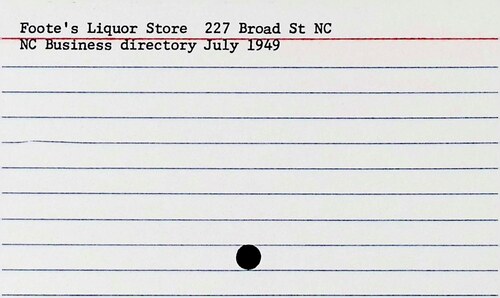 Foote's Liquor Store  227 Broad St NC
NC Business directory July 1949